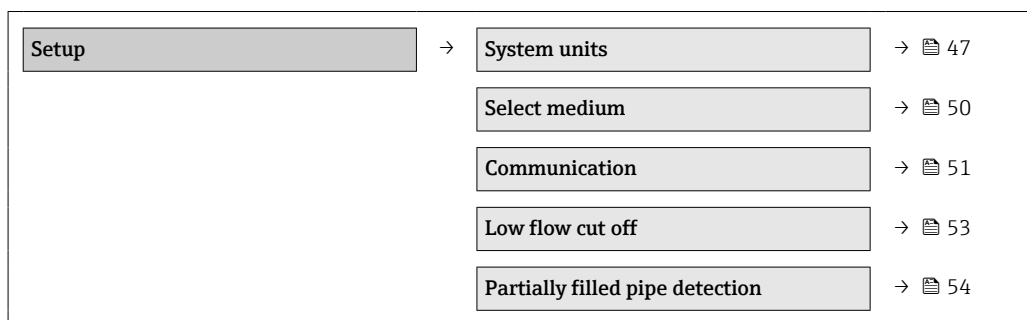 Setup → System units → 47
Select medium → 50
Communication → 51
Low flow cut off → 53
Partially filled pipe detection → 54